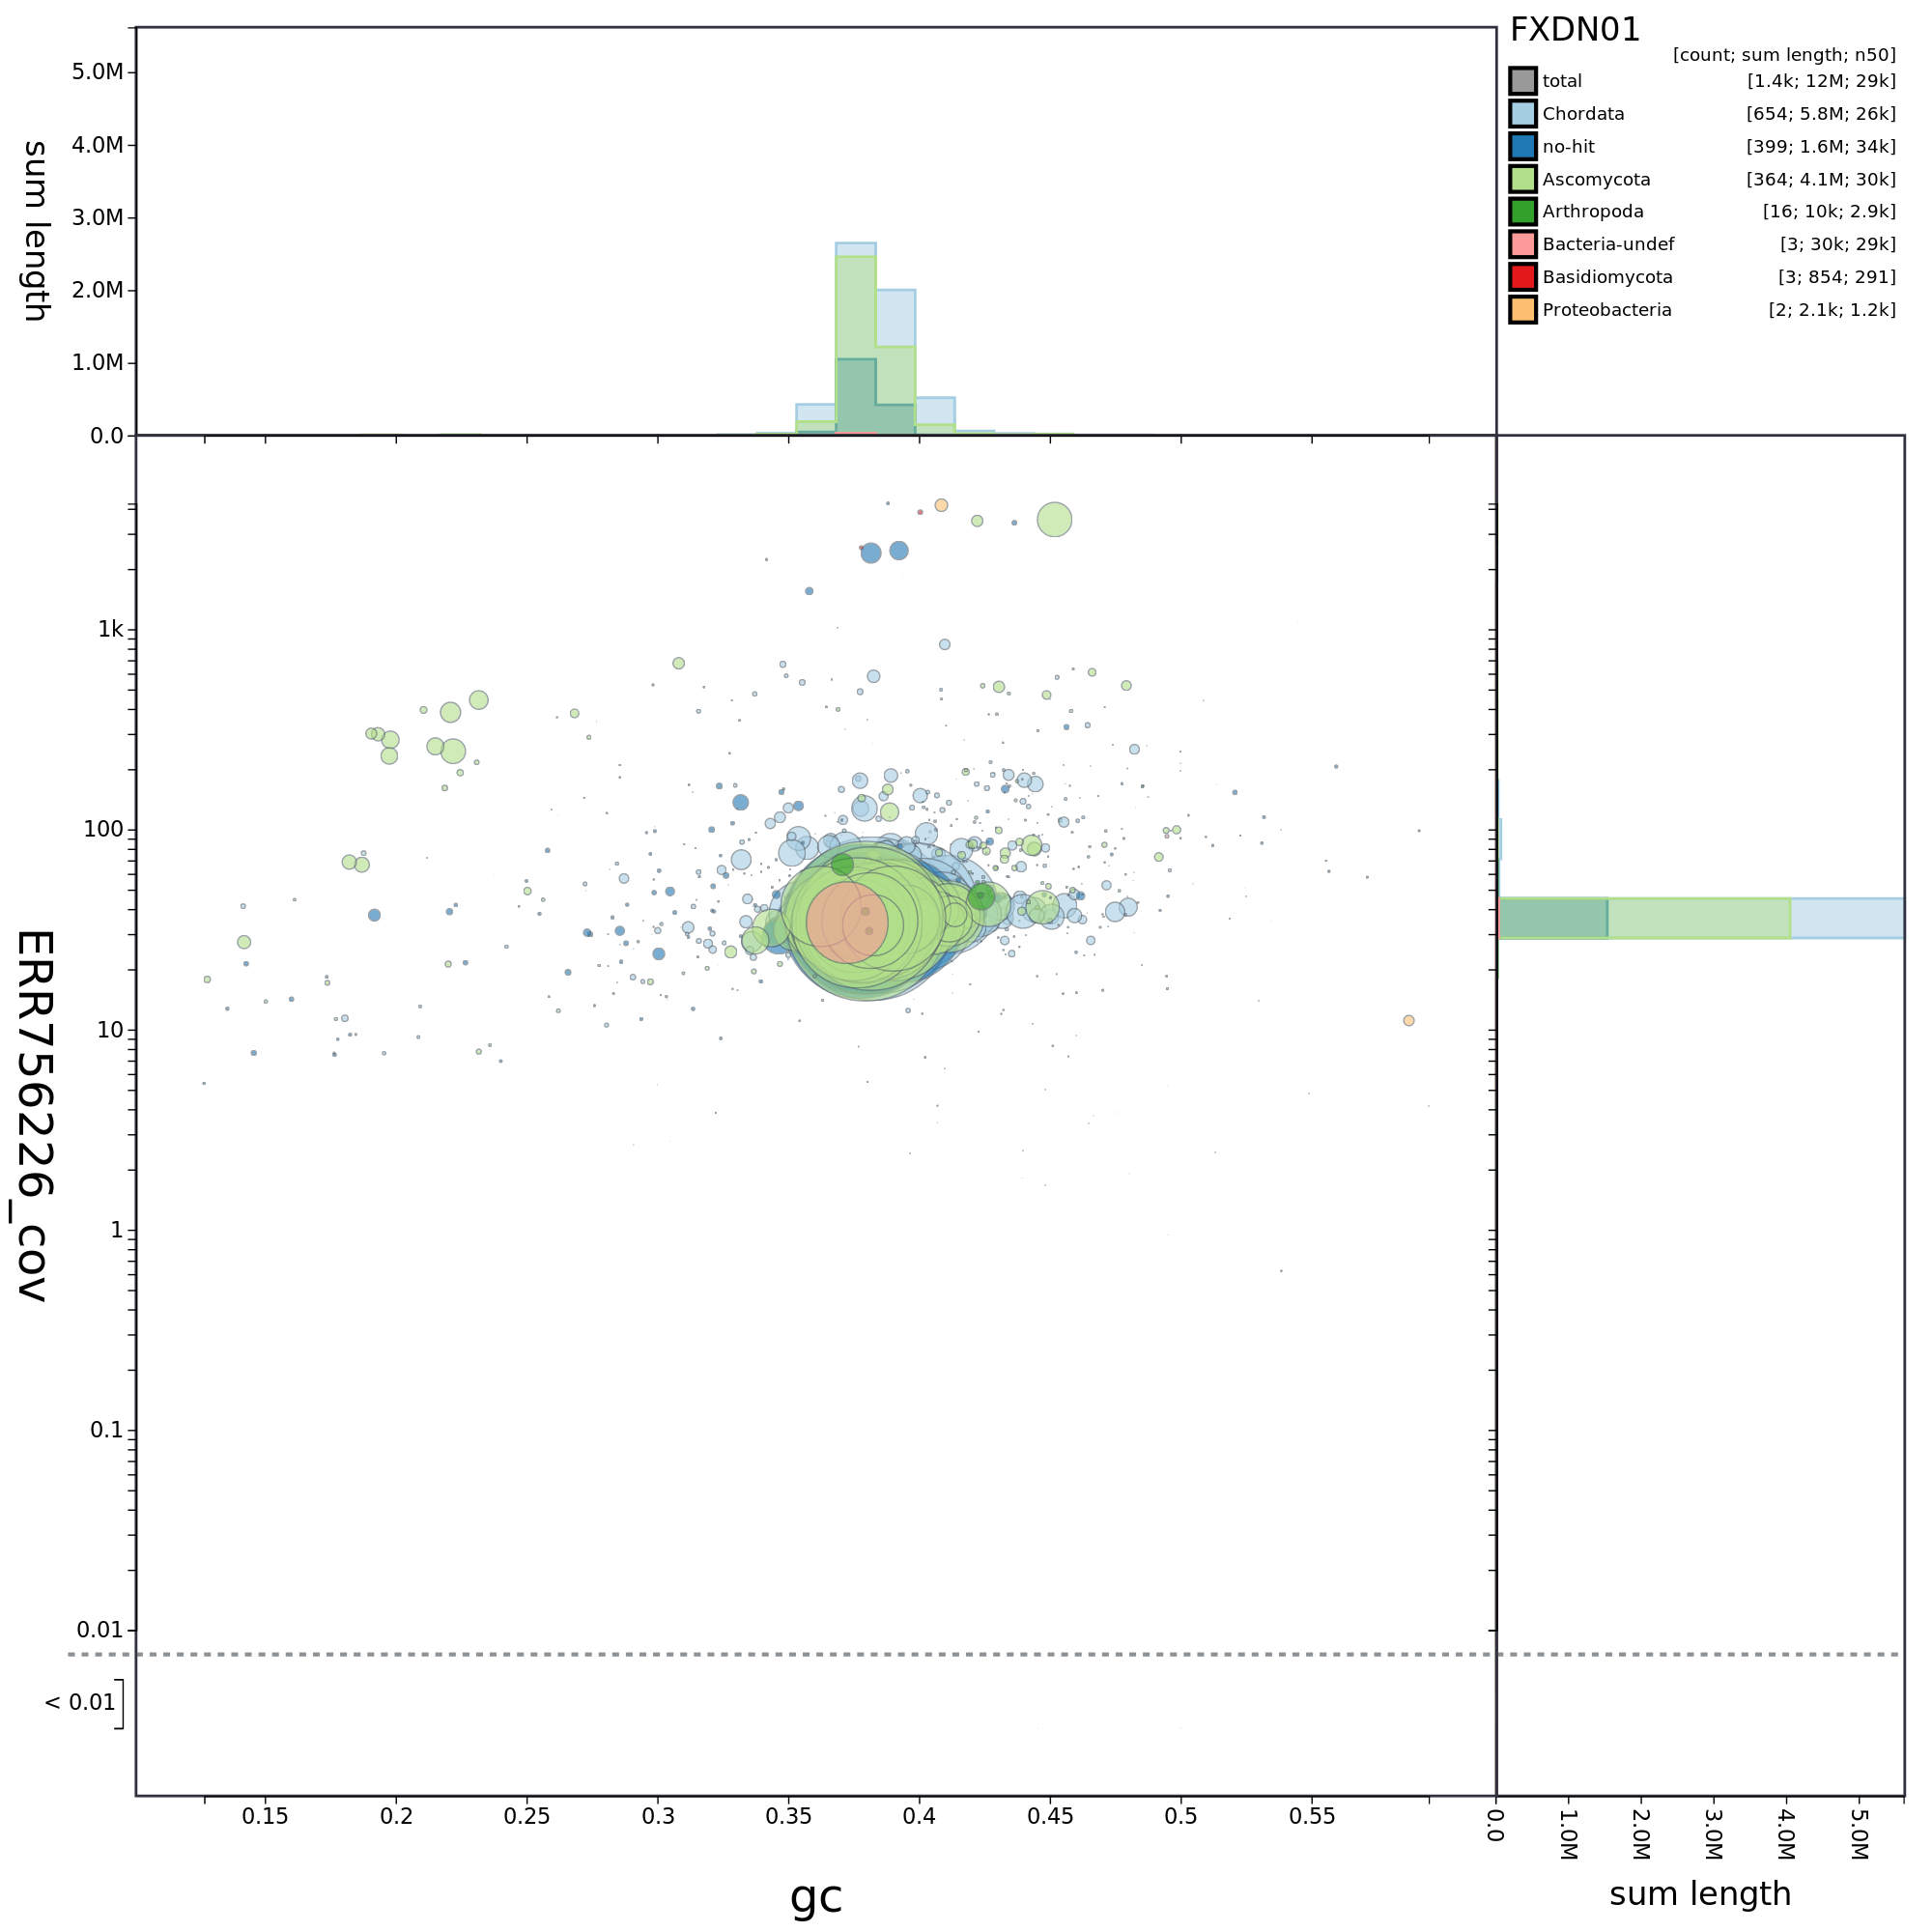 FXDN01
[count; sum length; n50]
total [1.4k; 12M; 29k]
Chordata [654; 5.8M; 26k]
no-hit [399; 1.6M; 34k]
Ascomycota [364; 4.1M; 30k]
Arthropoda [16; 10k; 2.9k]
Bacteria-undef [3; 30k; 29k]
Basidiomycota [3; 854; 291]
Proteobacteria [2; 2.1k; 1.2k]
sum length
5.0M
4.0M
3.0M
2.0M
1.0M
0.0
ERR756226_cov
1k
100
10
1
0.1
0.01
< 0.01
0.15 0.2 0.25 0.3 0.35 0.4 0.45 0.5 0.55
gc
0.0 1.0M 2.0M 3.0M 4.0M 5.0M
sum length